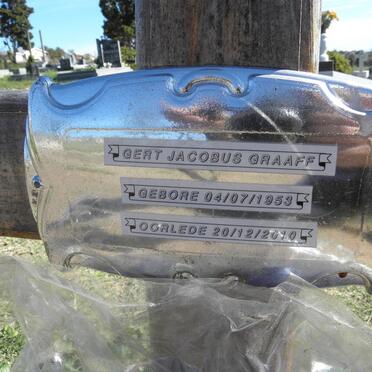 GERT JACOBUS GRAAFF
GEBORE 04/07/1953
OORLEDE 20/12/2010